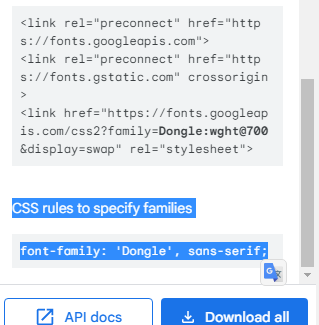 <link rel="preconnect" href="http
s://fonts.googleapis.com">
<link rel="preconnect" href="http
s://fonts.gstatic.com" crossorigin
>
<link href="https://fonts.googleap
is.com/css2?family=Dongle:wght@700
&display=swap" rel="stylesheet">
CSS rules to specify families
font-family: 'Dongle', sans-serif;
API docs
Download all